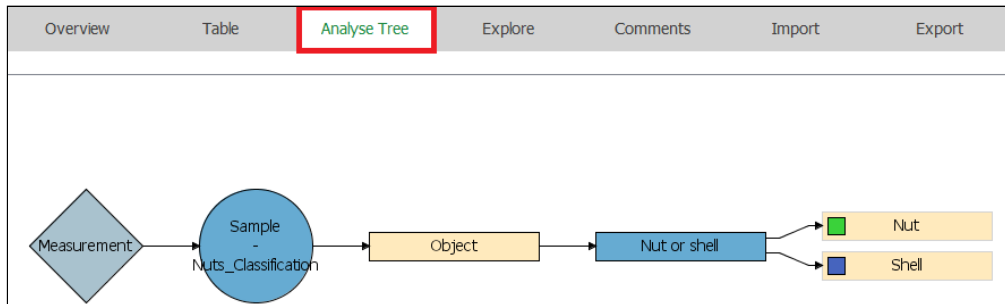 Overview Table Analyse Tree Explore Comments Import Export
Measurement
Sample
-
Nuts_Classification
Object
Nut or shell
Nut
Shell